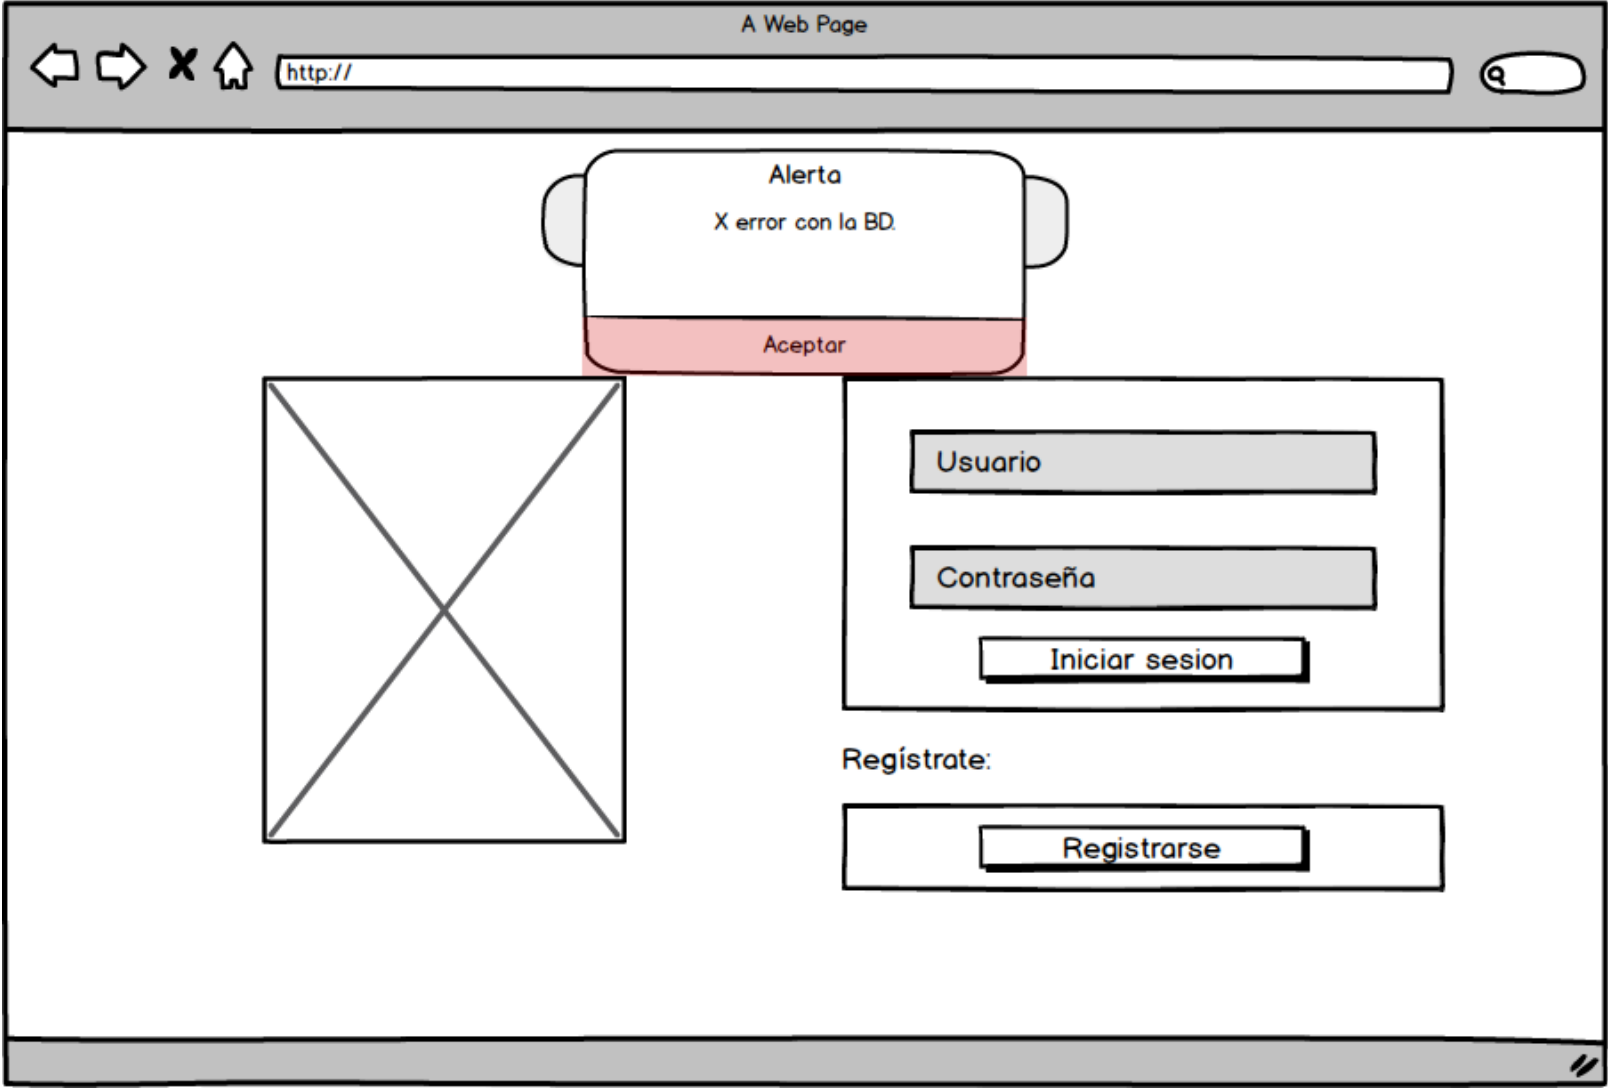 A Web Page
http://
Alerta
X error con la BD.
Aceptar
Usuario
Contraseña
Iniciar sesion
Regístrate:
Registrarse